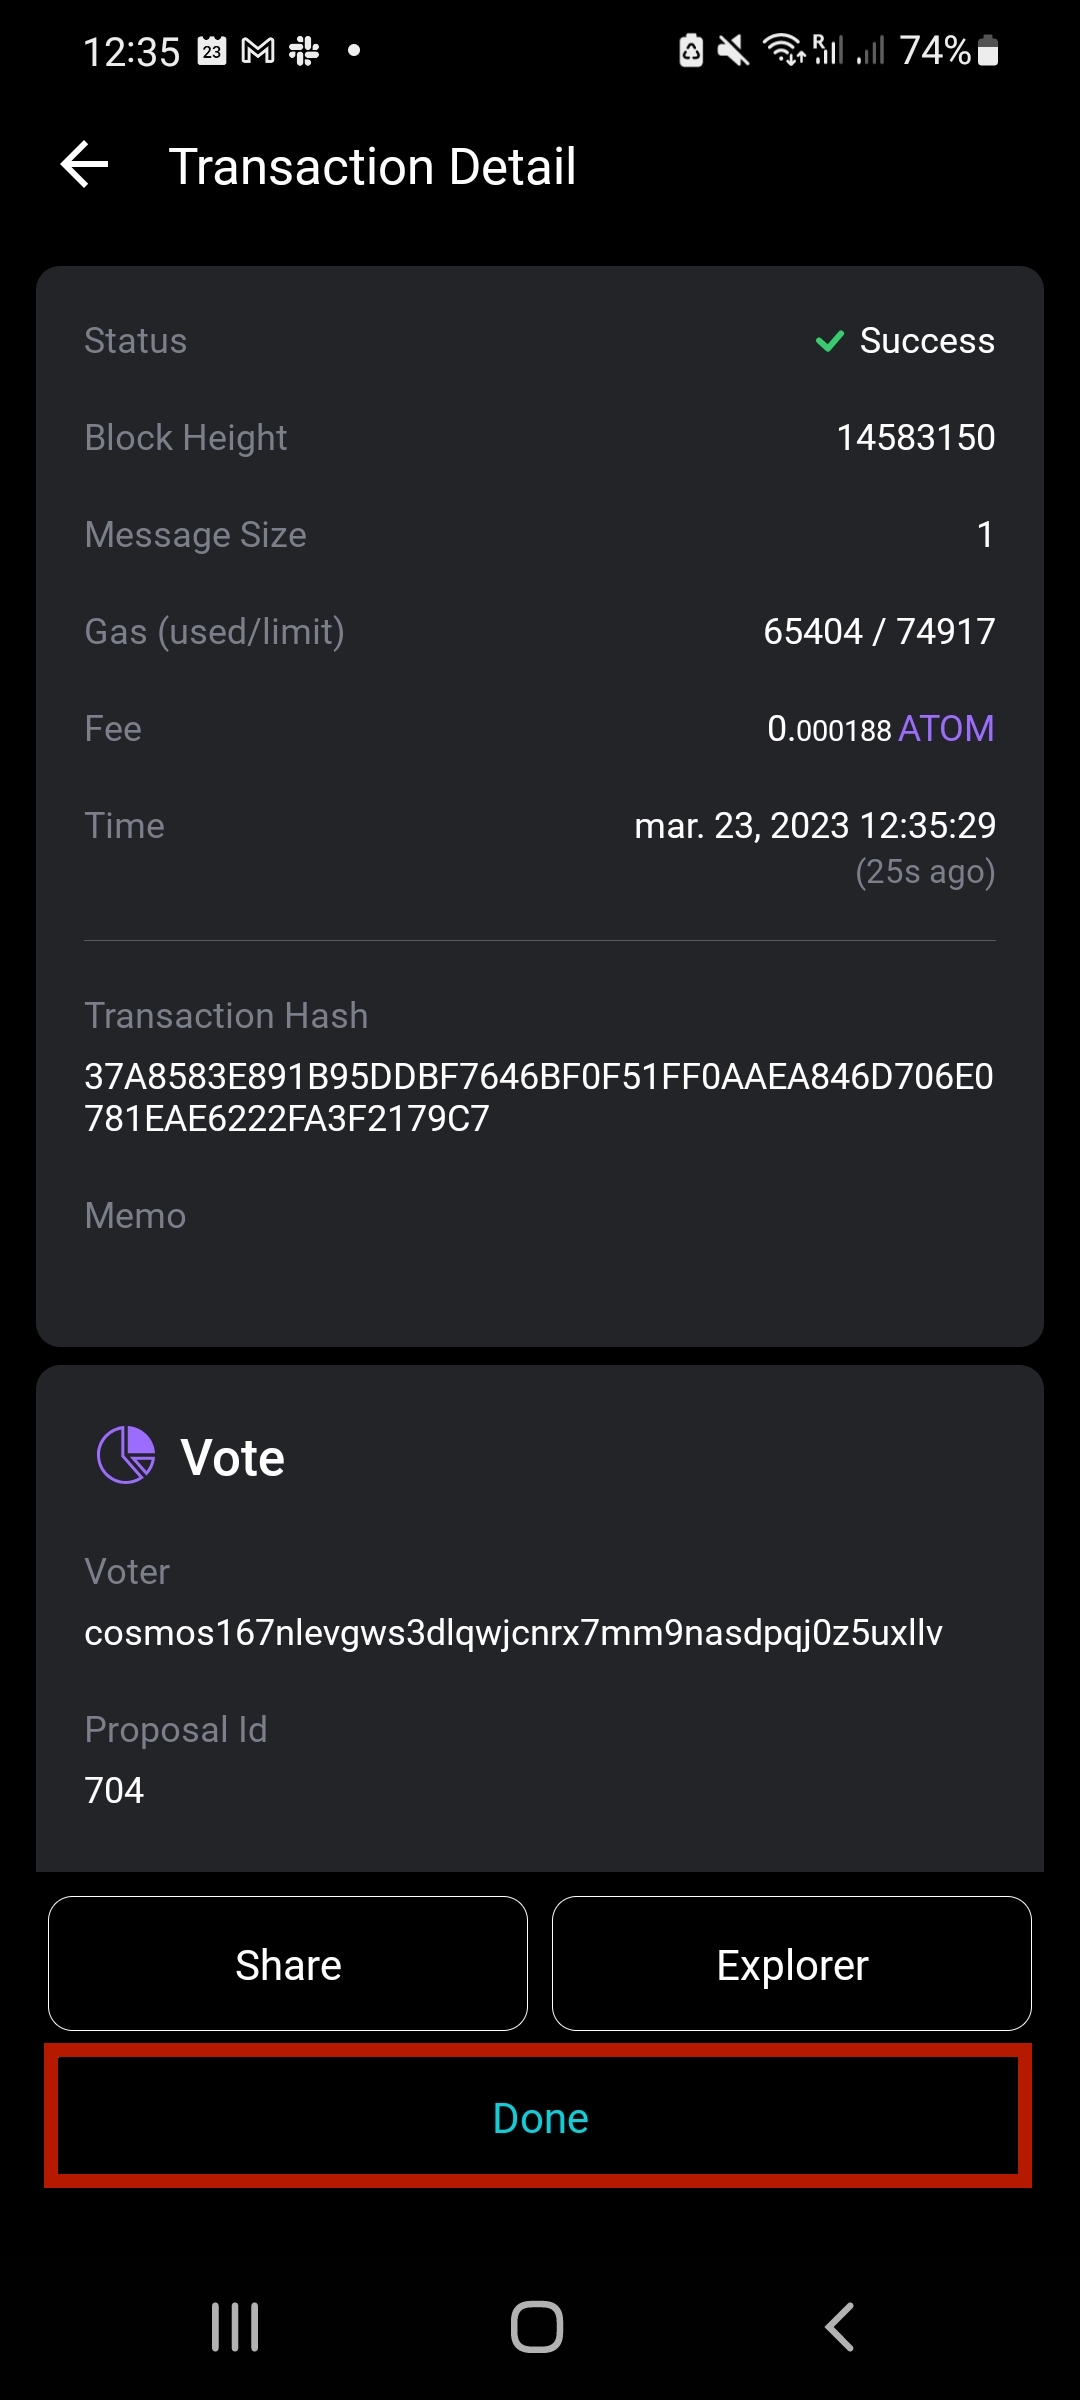 12:35 23 R 74%
Transaction Detail
Status Success
Block Height 14583150
Message Size 1
Gas (used/limit) 65404 / 74917
Fee 0.000188 ATOM
Time mar. 23, 2023 12:35:29
(25s ago)
Transaction Hash
37A8583E891B95DDBF7646BF0F51FF0AAEA846D706E0
781EAE6222FA3F2179C7
Memo
Vote
Voter
cosmos167nlevgws3dlqwjcnrx7mm9nasdpqj0z5uxllv
Proposal Id
704
Share Explorer
Done